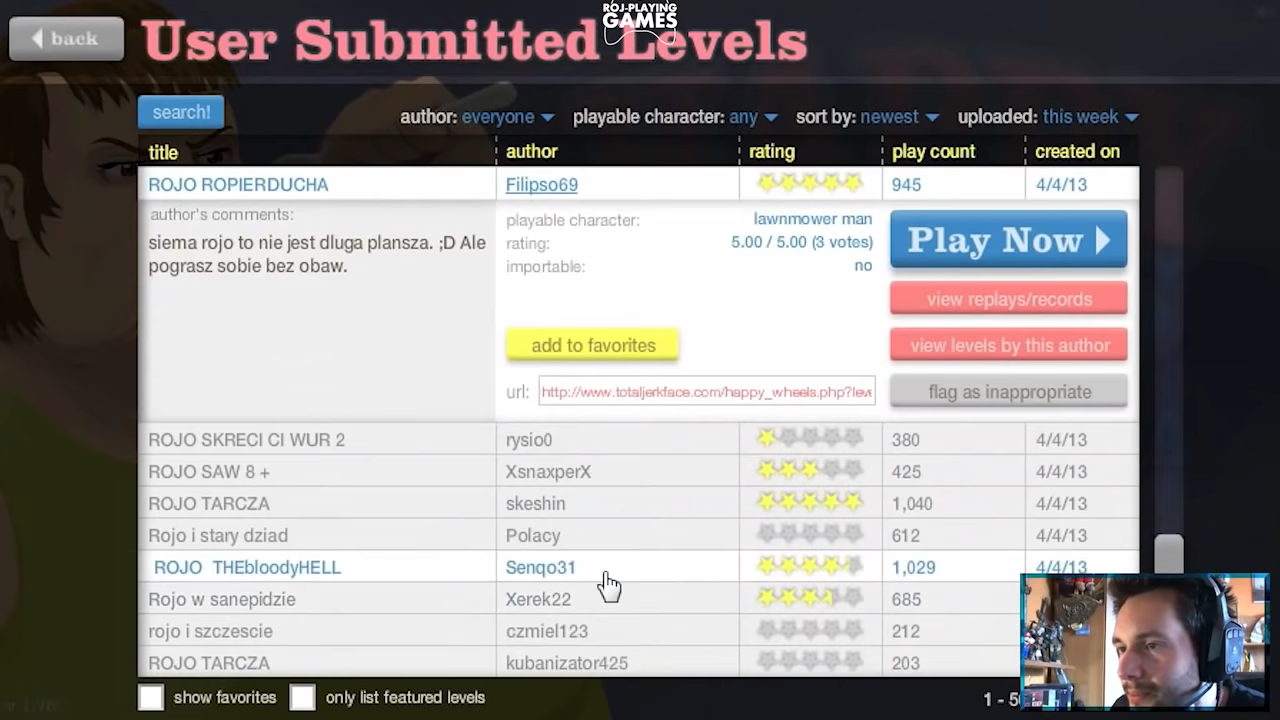 ROJ-PLAYING
GAMES
back
User Submitted Levels
search!
author: everyone
playable character: any
sort by: newest
uploaded: this week
title
author
rating
play count
created on
ROJO ROPIERDUCHA
Filipso69
945
4/4/13
author's comments:
siema rojo to nie jest dluga plansza. ;D Ale
pograsz sobie bez obaw.
playable character: lawnmower man
rating: 5.00 / 5.00 (3 votes)
importable: no
add to favorites
url: http://www.totaljerkface.com/happy_wheels.php?lev
Play Now
view replays/records
view levels by this author
flag as inappropriate
ROJO SKRECI CI WUR 2 rysio0 380 4/4/13
ROJO SAW 8 + XsnaxperX 425 4/4/13
ROJO TARCZA skeshin 1,040 4/4/13
Rojo i stary dziad Polacy 612 4/4/13
ROJO THEbloodyHELL Senqo31 1,029 4/4/13
Rojo w sanepidzie Xerek22 685
rojo i szczescie czmiel123 212
ROJO TARCZA kubanizator425 203
show favorites
only list featured levels